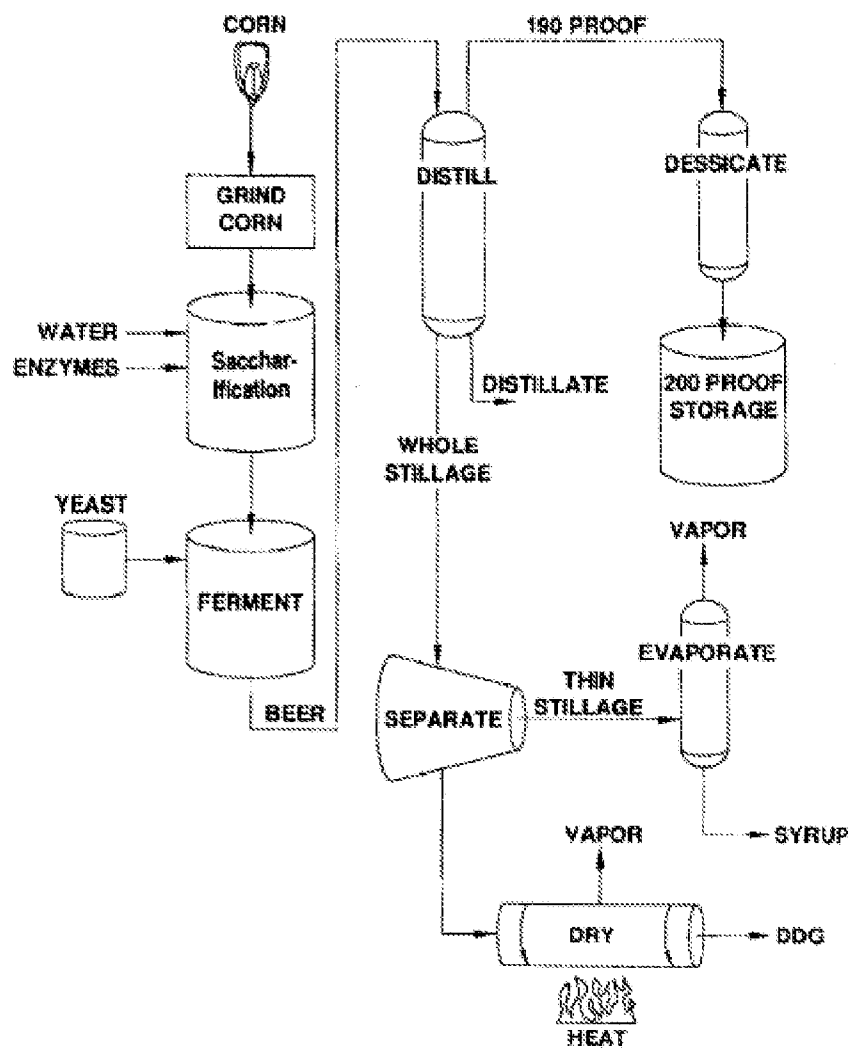 CORN
GRIND
CORN
WATER
ENZYMES
Sacchar-
ification
YEAST
FERMENT
BEER
190 PROOF
DISTILL
DESSICATE
DISTILLATE
200 PROOF
STORAGE
WHOLE
STILLAGE
VAPOR
EVAPORATE
SEPARATE
THIN
STILLAGE
SYRUP
VAPOR
DRY
DDG
HEAT